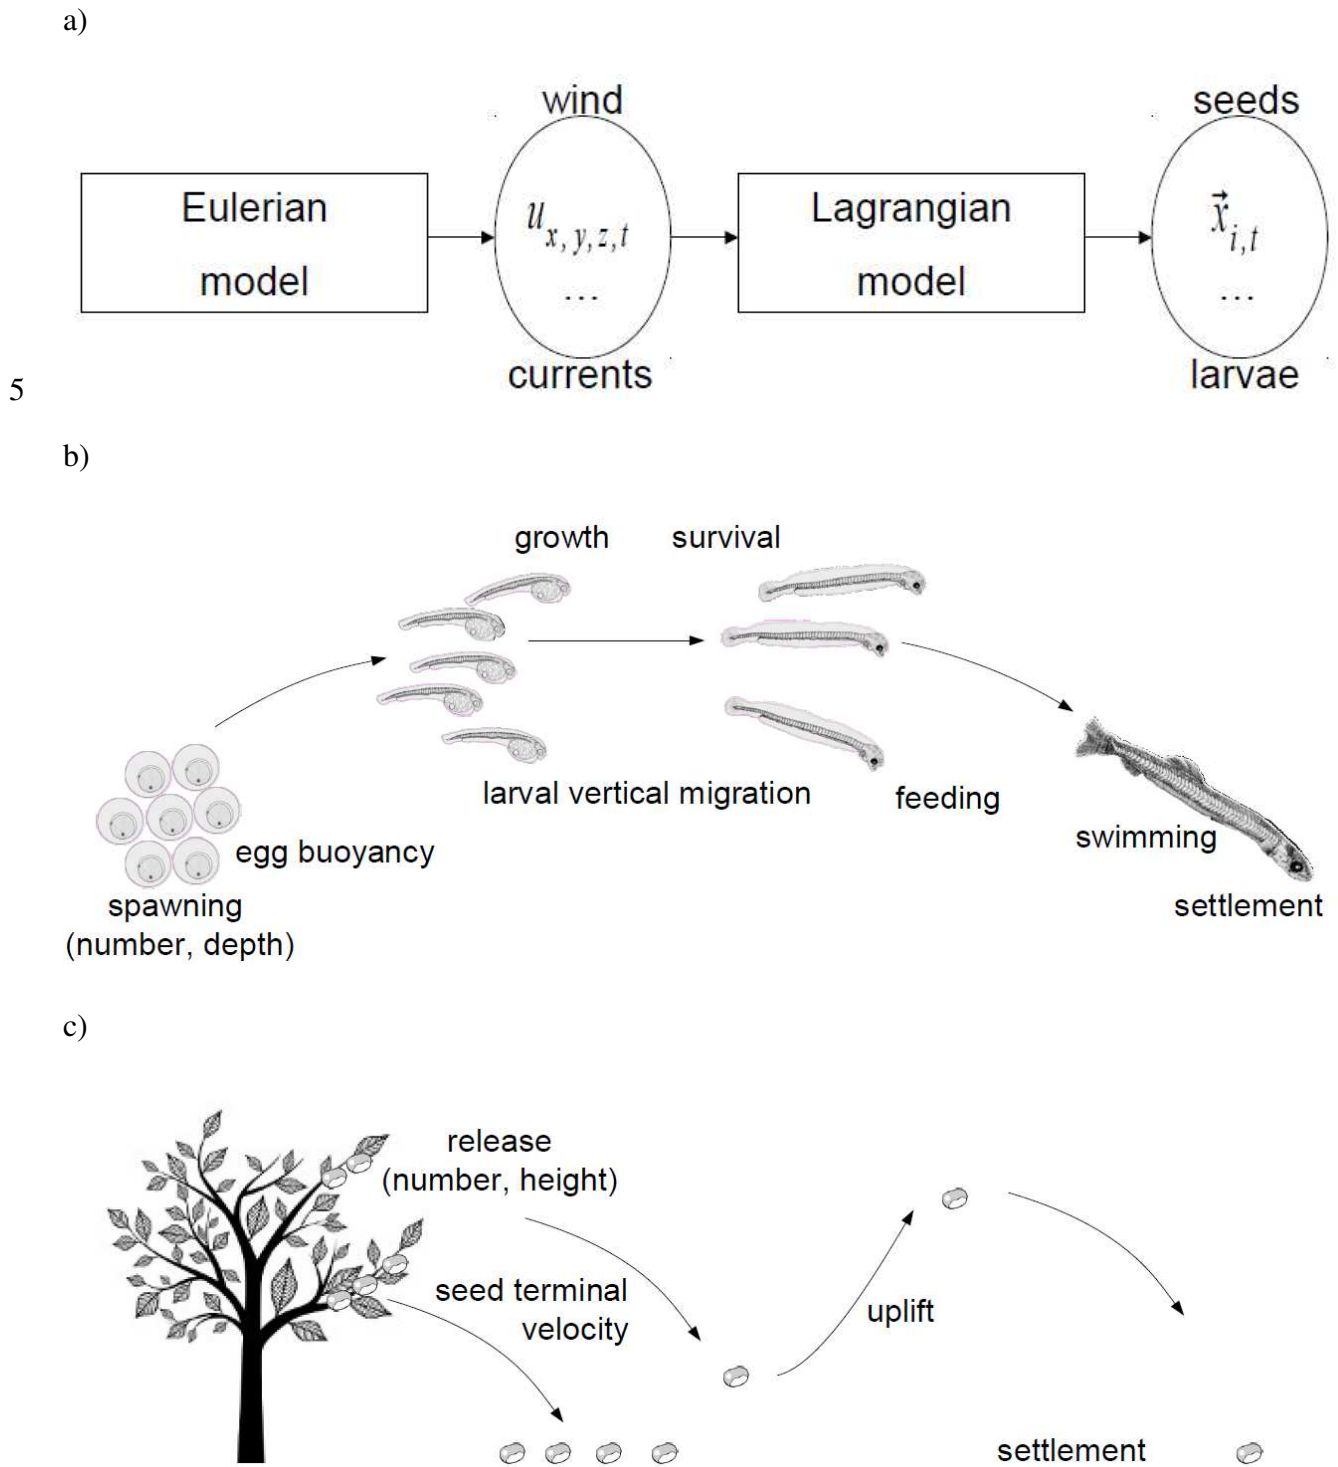 a)
wind
seeds
Eulerian
model
u x, y, z, t
...
Lagrangian
model
x⃗ i,t
...
currents
larvae
5
b)
growth survival
larval vertical migration
feeding
egg buoyancy
swimming
spawning
(number, depth)
settlement
c)
release
(number, height)
seed terminal
velocity
uplift
settlement